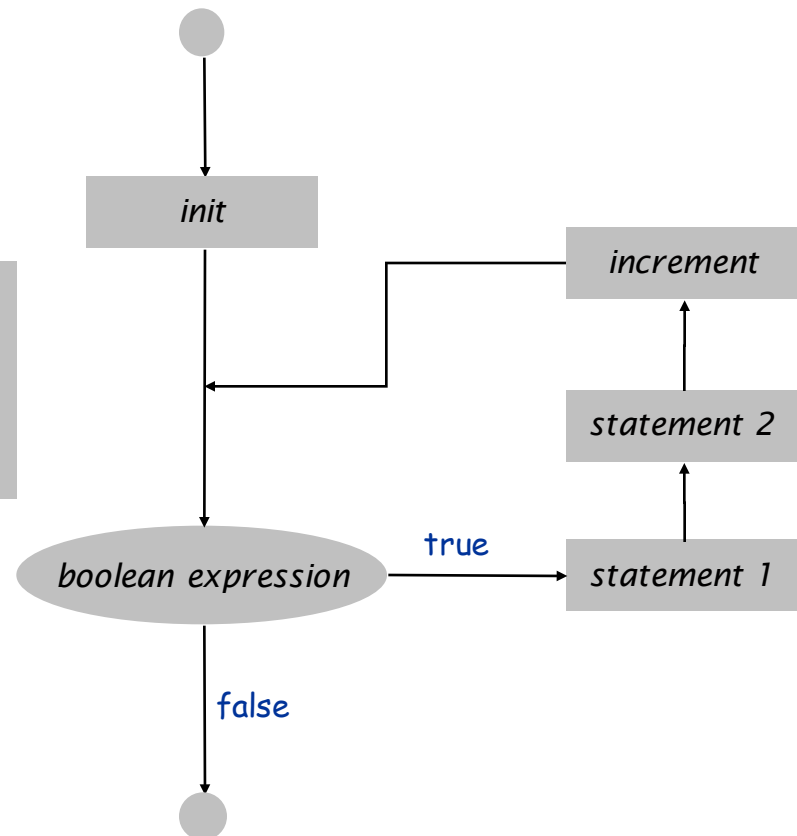 init
increment
statement 2
true
boolean expression
statement 1
false